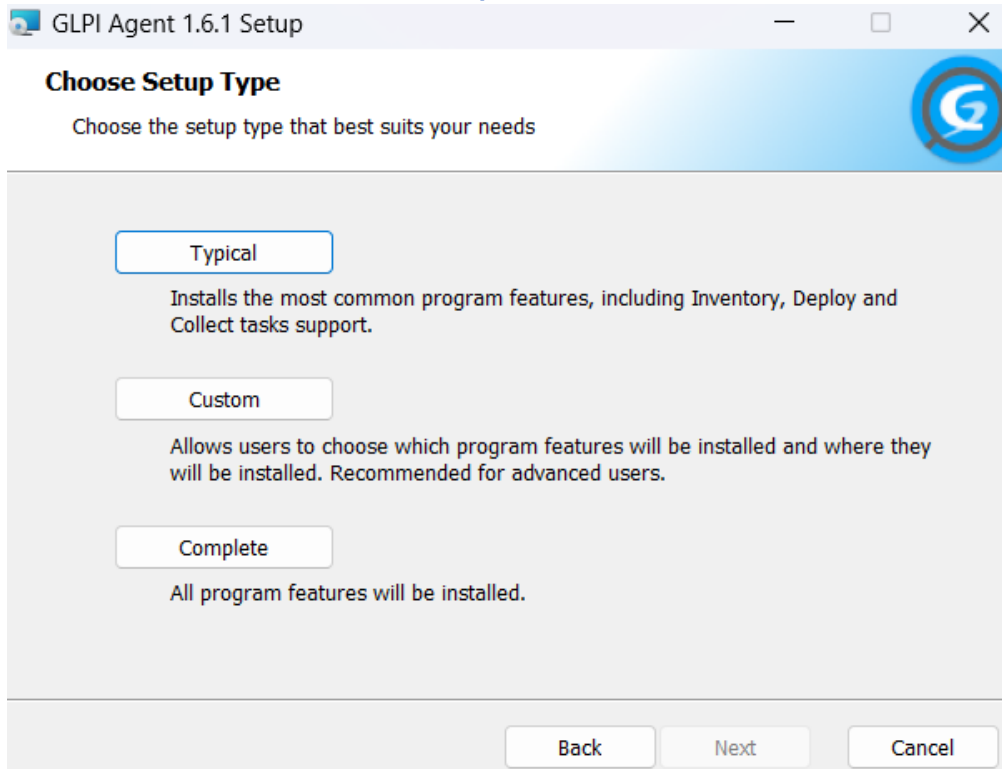 GLPI Agent 1.6.1 Setup
Choose Setup Type
Choose the setup type that best suits your needs
Typical
Installs the most common program features, including Inventory, Deploy and
Collect tasks support.
Custom
Allows users to choose which program features will be installed and where they
will be installed. Recommended for advanced users.
Complete
All program features will be installed.
Back
Next
Cancel